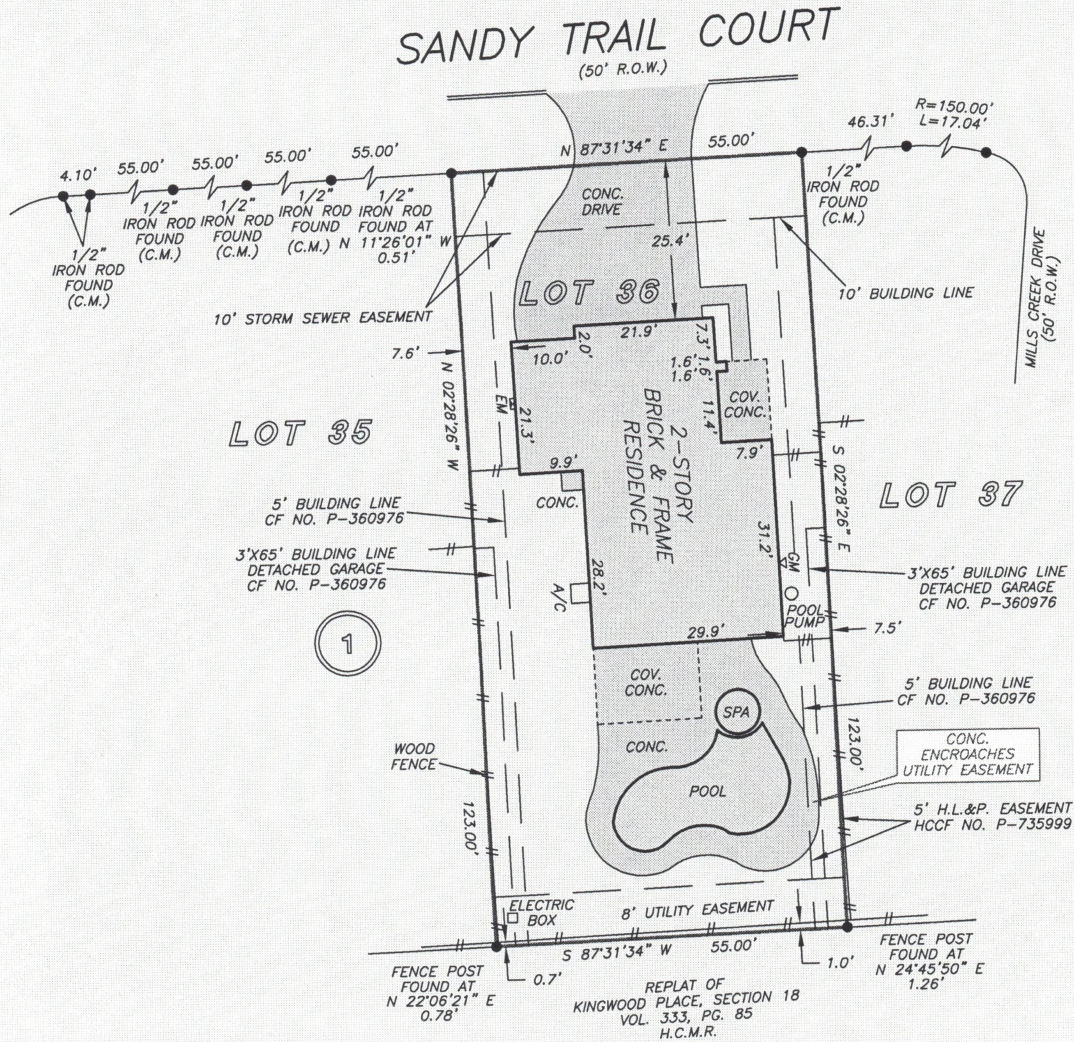 SANDY TRAIL COURT
(50' R.O.W.)
R=150.00'
L=17.04'
46.31'
4.10'
55.00'
55.00'
55.00'
55.00'
N 87°31'34" E
55.00'
1/2"
IRON ROD
FOUND
(C.M.)
1/2"
IRON ROD
FOUND
(C.M.)
1/2"
IRON ROD
FOUND
(C.M.)
1/2"
IRON ROD
FOUND
(C.M.)
1/2"
IRON ROD
FOUND AT
N 11°26'01" W
0.51'
1/2"
IRON ROD
FOUND
(C.M.)
CONC.
DRIVE
25.4'
MILLS CREEK DRIVE
(50' R.O.W.)
LOT 36
10' BUILDING LINE
10' STORM SEWER EASEMENT
21.9'
2.0'
7.3'
7.6'
10.0'
1.6'
1.6'
1.6'
N 02°28'26" W
EM
21.3'
11.4'
COV.
CONC.
LOT 35
2-STORY
BRICK & FRAME
RESIDENCE
7.9'
9.9'
S 02°28'26" E
LOT 37
CONC.
5' BUILDING LINE
CF NO. P-360976
3'X65' BUILDING LINE
DETACHED GARAGE
CF NO. P-360976
31.2'
GM
28.2'
A/C
3'X65' BUILDING LINE
DETACHED GARAGE
CF NO. P-360976
POOL
PUMP
1
29.9'
7.5'
COV.
CONC.
5' BUILDING LINE
CF NO. P-360976
SPA
123.00'
CONC.
CONC.
ENCROACHES
UTILITY EASEMENT
WOOD
FENCE
POOL
5' H.L.&P. EASEMENT
HCCF NO. P-735999
123.00'
ELECTRIC
BOX
8' UTILITY EASEMENT
S 87°31'34" W
55.00'
FENCE POST
FOUND AT
N 22°06'21" E
0.78'
0.7'
1.0'
FENCE POST
FOUND AT
N 24°45'50" E
1.26'
REPLAT OF
KINGWOOD PLACE, SECTION 18
VOL. 333, PG. 85
H.C.M.R.